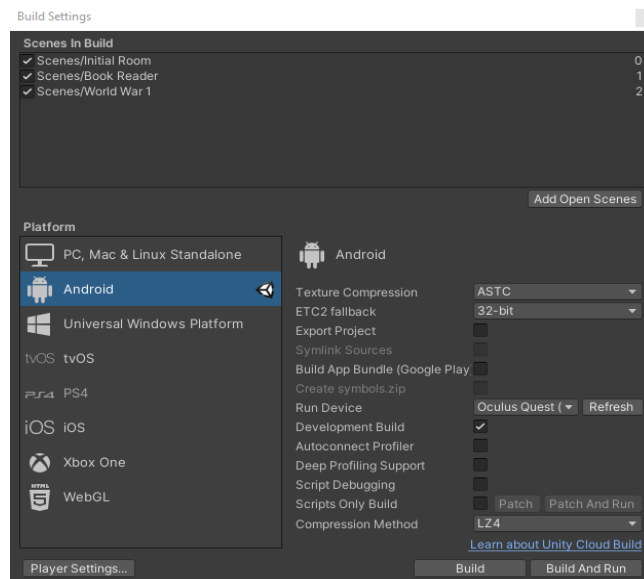 Build Settings
Scenes In Build
Scenes/Initial Room 0
Scenes/Book Reader 1
Scenes/World War 1 2
Add Open Scenes
Platform
PC, Mac & Linux Standalone
Android
Universal Windows Platform
tvOS tvOS
PS4 PS4
iOS iOS
Xbox One
HTML 5 WebGL
Android
Texture Compression ASTC
ETC2 fallback 32-bit
Export Project
Symlink Sources
Build App Bundle (Google Play
Create symbols.zip
Run Device Oculus Quest ( Refresh
Development Build
Autoconnect Profiler
Deep Profiling Support
Script Debugging
Scripts Only Build Patch Patch And Run
Compression Method LZ4
Learn about Unity Cloud Build
Player Settings... Build Build And Run